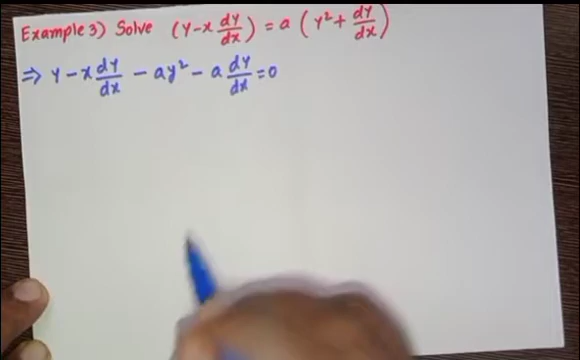 Example 3) Solve (y-x dy/dx) = a (y² + dy/dx)
⇒ y - x dy/dx - ay² - a dy/dx = 0